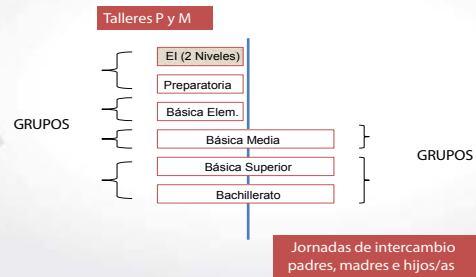 Talleres P y M
EI (2 Niveles)
Preparatoria
Básica Elem.
GRUPOS
Básica Media
GRUPOS
Básica Superior
Bachillerato
Jornadas de intercambio
padres, madres e hijos/as